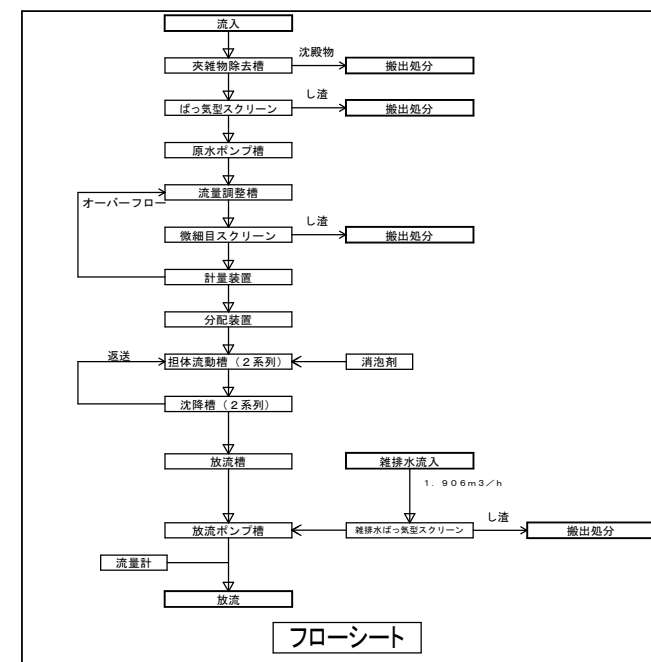 流入
夾雑物除去槽
沈殿物
搬出処分
ばっ気型スクリーン
し渣
搬出処分
原水ポンプ槽
流量調整槽
オーバーフロー
微細目スクリーン
し渣
搬出処分
計量装置
分配装置
返送
担体流動槽(2系列)
消泡剤
沈降槽(2系列)
放流槽
雑排水流入
1.906m3/h
放流ポンプ槽
雑排水ばっ気型スクリーン
し渣
搬出処分
流量計
放流
フローシート